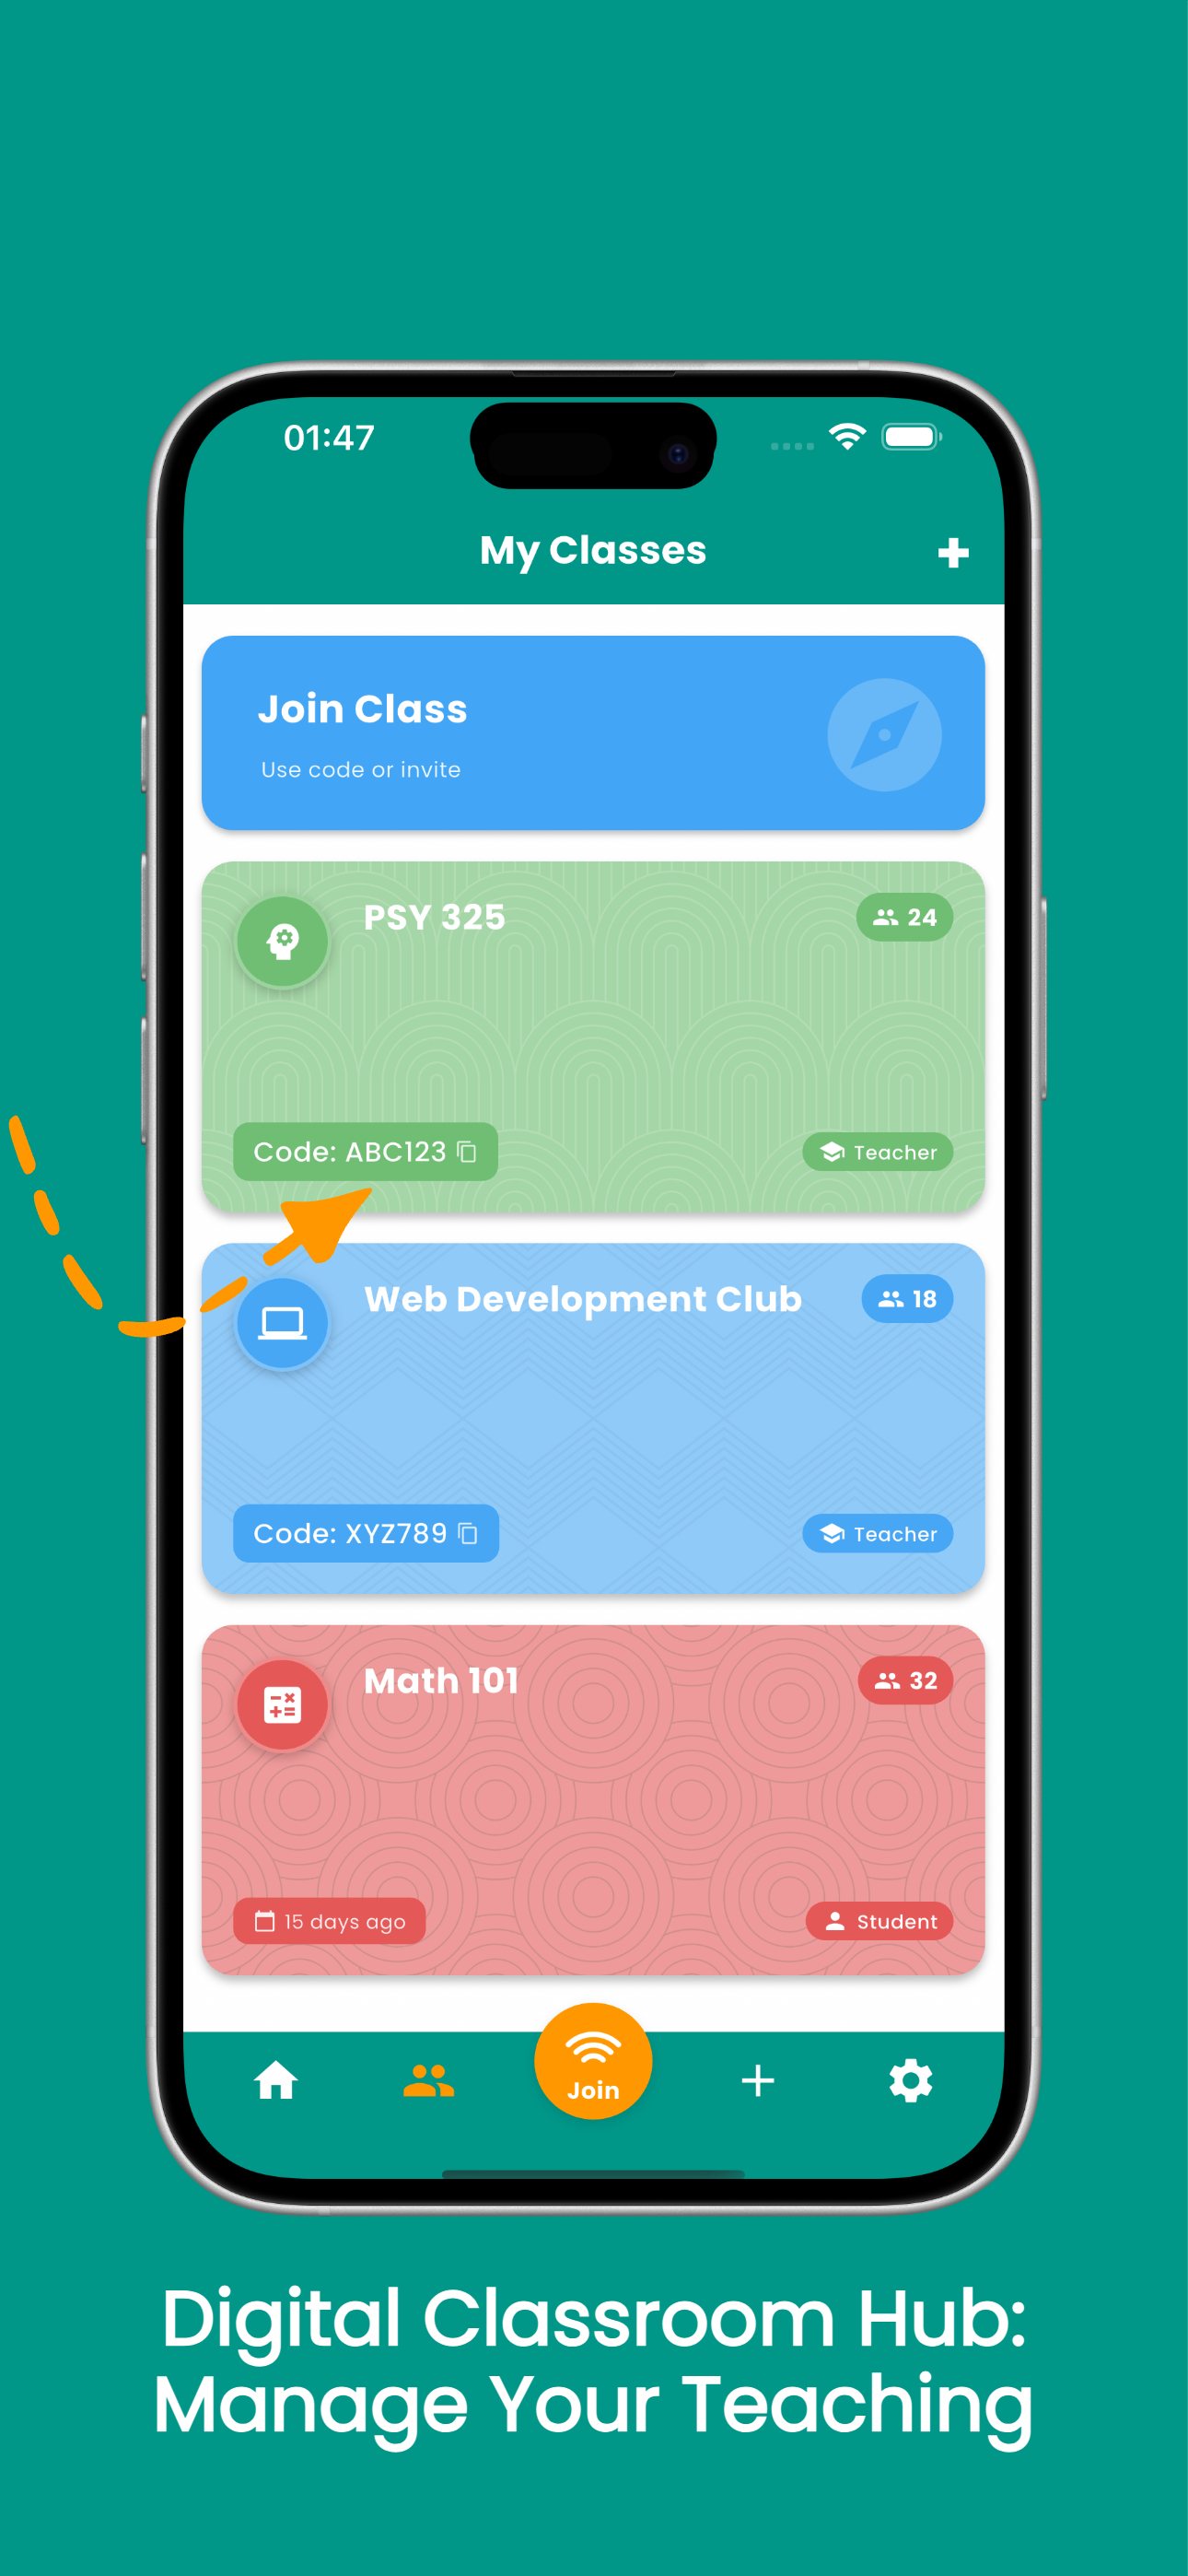 01:47
My Classes
Join Class
Use code or invite
PSY 325
24
Code: ABC123
Teacher
Web Development Club
18
Code: XYZ789
Teacher
Math 101
32
15 days ago
Student
Join
Digital Classroom Hub:
Manage Your Teaching